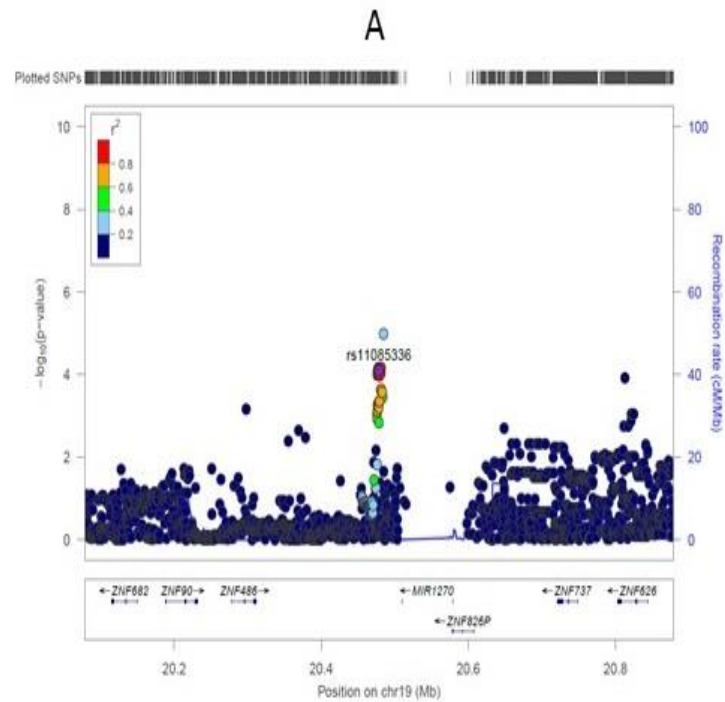 A
Plotted SNPs
10
8
6
4
2
0
− log₁₀(p−value)
r²
0.8
0.6
0.4
0.2
rs11085336
100
80
60
40
20
0
Recombination rate (cM/Mb)
←ZNF682
ZNF90→
ZNF486→
←MIR1270
←ZNF737
←ZNF626
←ZNF826P
20.2
20.4
20.6
20.8
Position on chr19 (Mb)